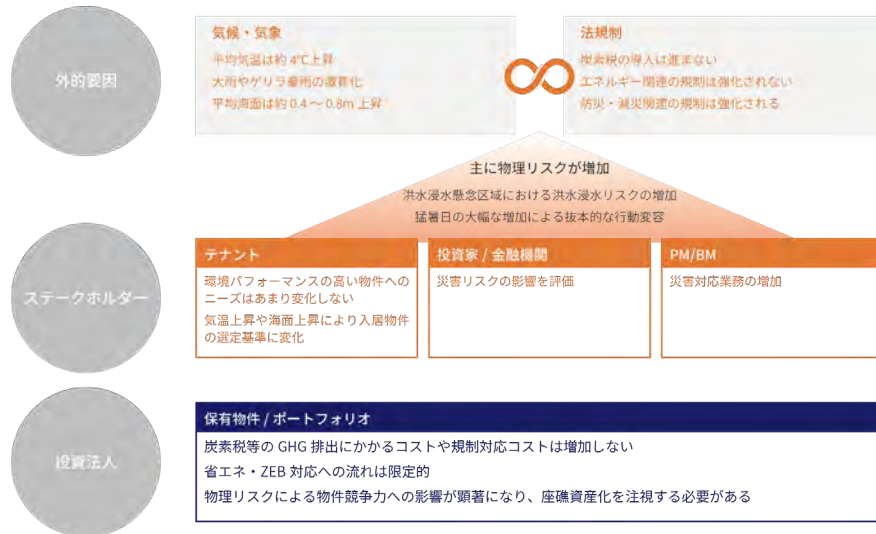 外的要因
気候・気象
平均気温は約4℃上昇
大雨やゲリラ豪雨の激甚化
平均海面は約0.4～0.8m上昇
法規制
炭素税の導入は進まない
エネルギー関連の規制は強化されない
防災・減災関連の規制は強化される
主に物理リスクが増加
洪水浸水懸念区域における洪水浸水リスクの増加
猛暑日の大幅な増加による抜本的な行動変容
ステークホルダー
テナント
環境パフォーマンスの高い物件への
ニーズはあまり変化しない
気温上昇や海面上昇により入居物件
の選定基準に変化
投資家 / 金融機関
災害リスクの影響を評価
PM/BM
災害対応業務の増加
投資法人
保有物件 / ポートフォリオ
炭素税等の GHG 排出にかかるコストや規制対応コストは増加しない
省エネ・ZEB 対応への流れは限定的
物理リスクによる物件競争力への影響が顕著になり、座礁資産化を注視する必要がある